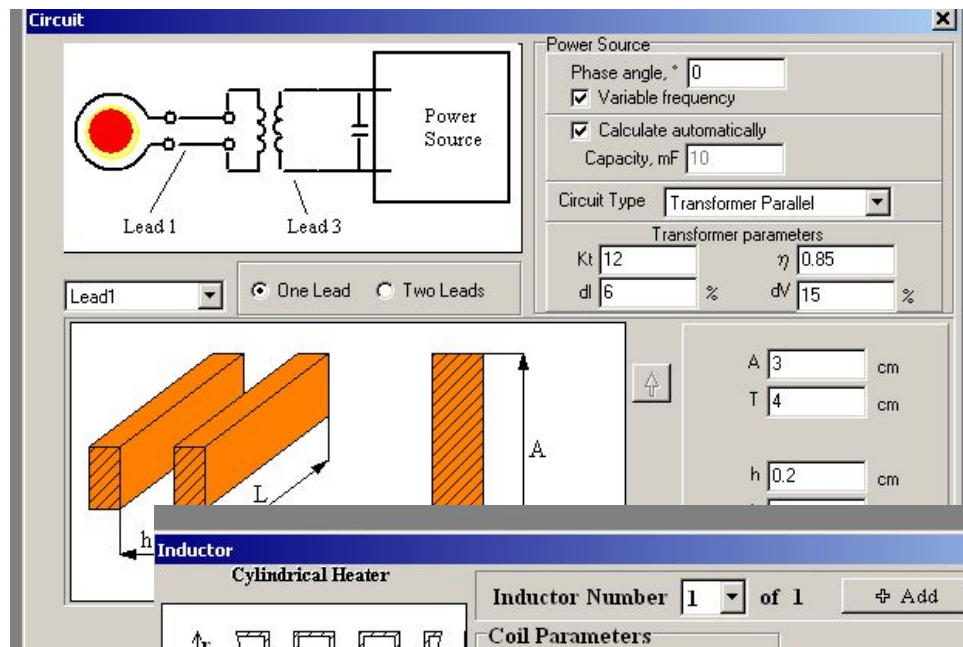 Circuit
Power Source
Phase angle, ° 0
Variable frequency
Calculate automatically
Capacity, mF 10
Circuit Type Transformer Parallel
Transformer parameters
Kt 12 η 0.85
dI 6 % dV 15 %
Power
Source
Lead 1 Lead 3
Lead1 One Lead Two Leads
A 3 cm
T 4 cm
h 0.2 cm
A
L
h
Inductor
Cylindrical Heater
Inductor Number 1 of 1 Add
Coil Parameters
r